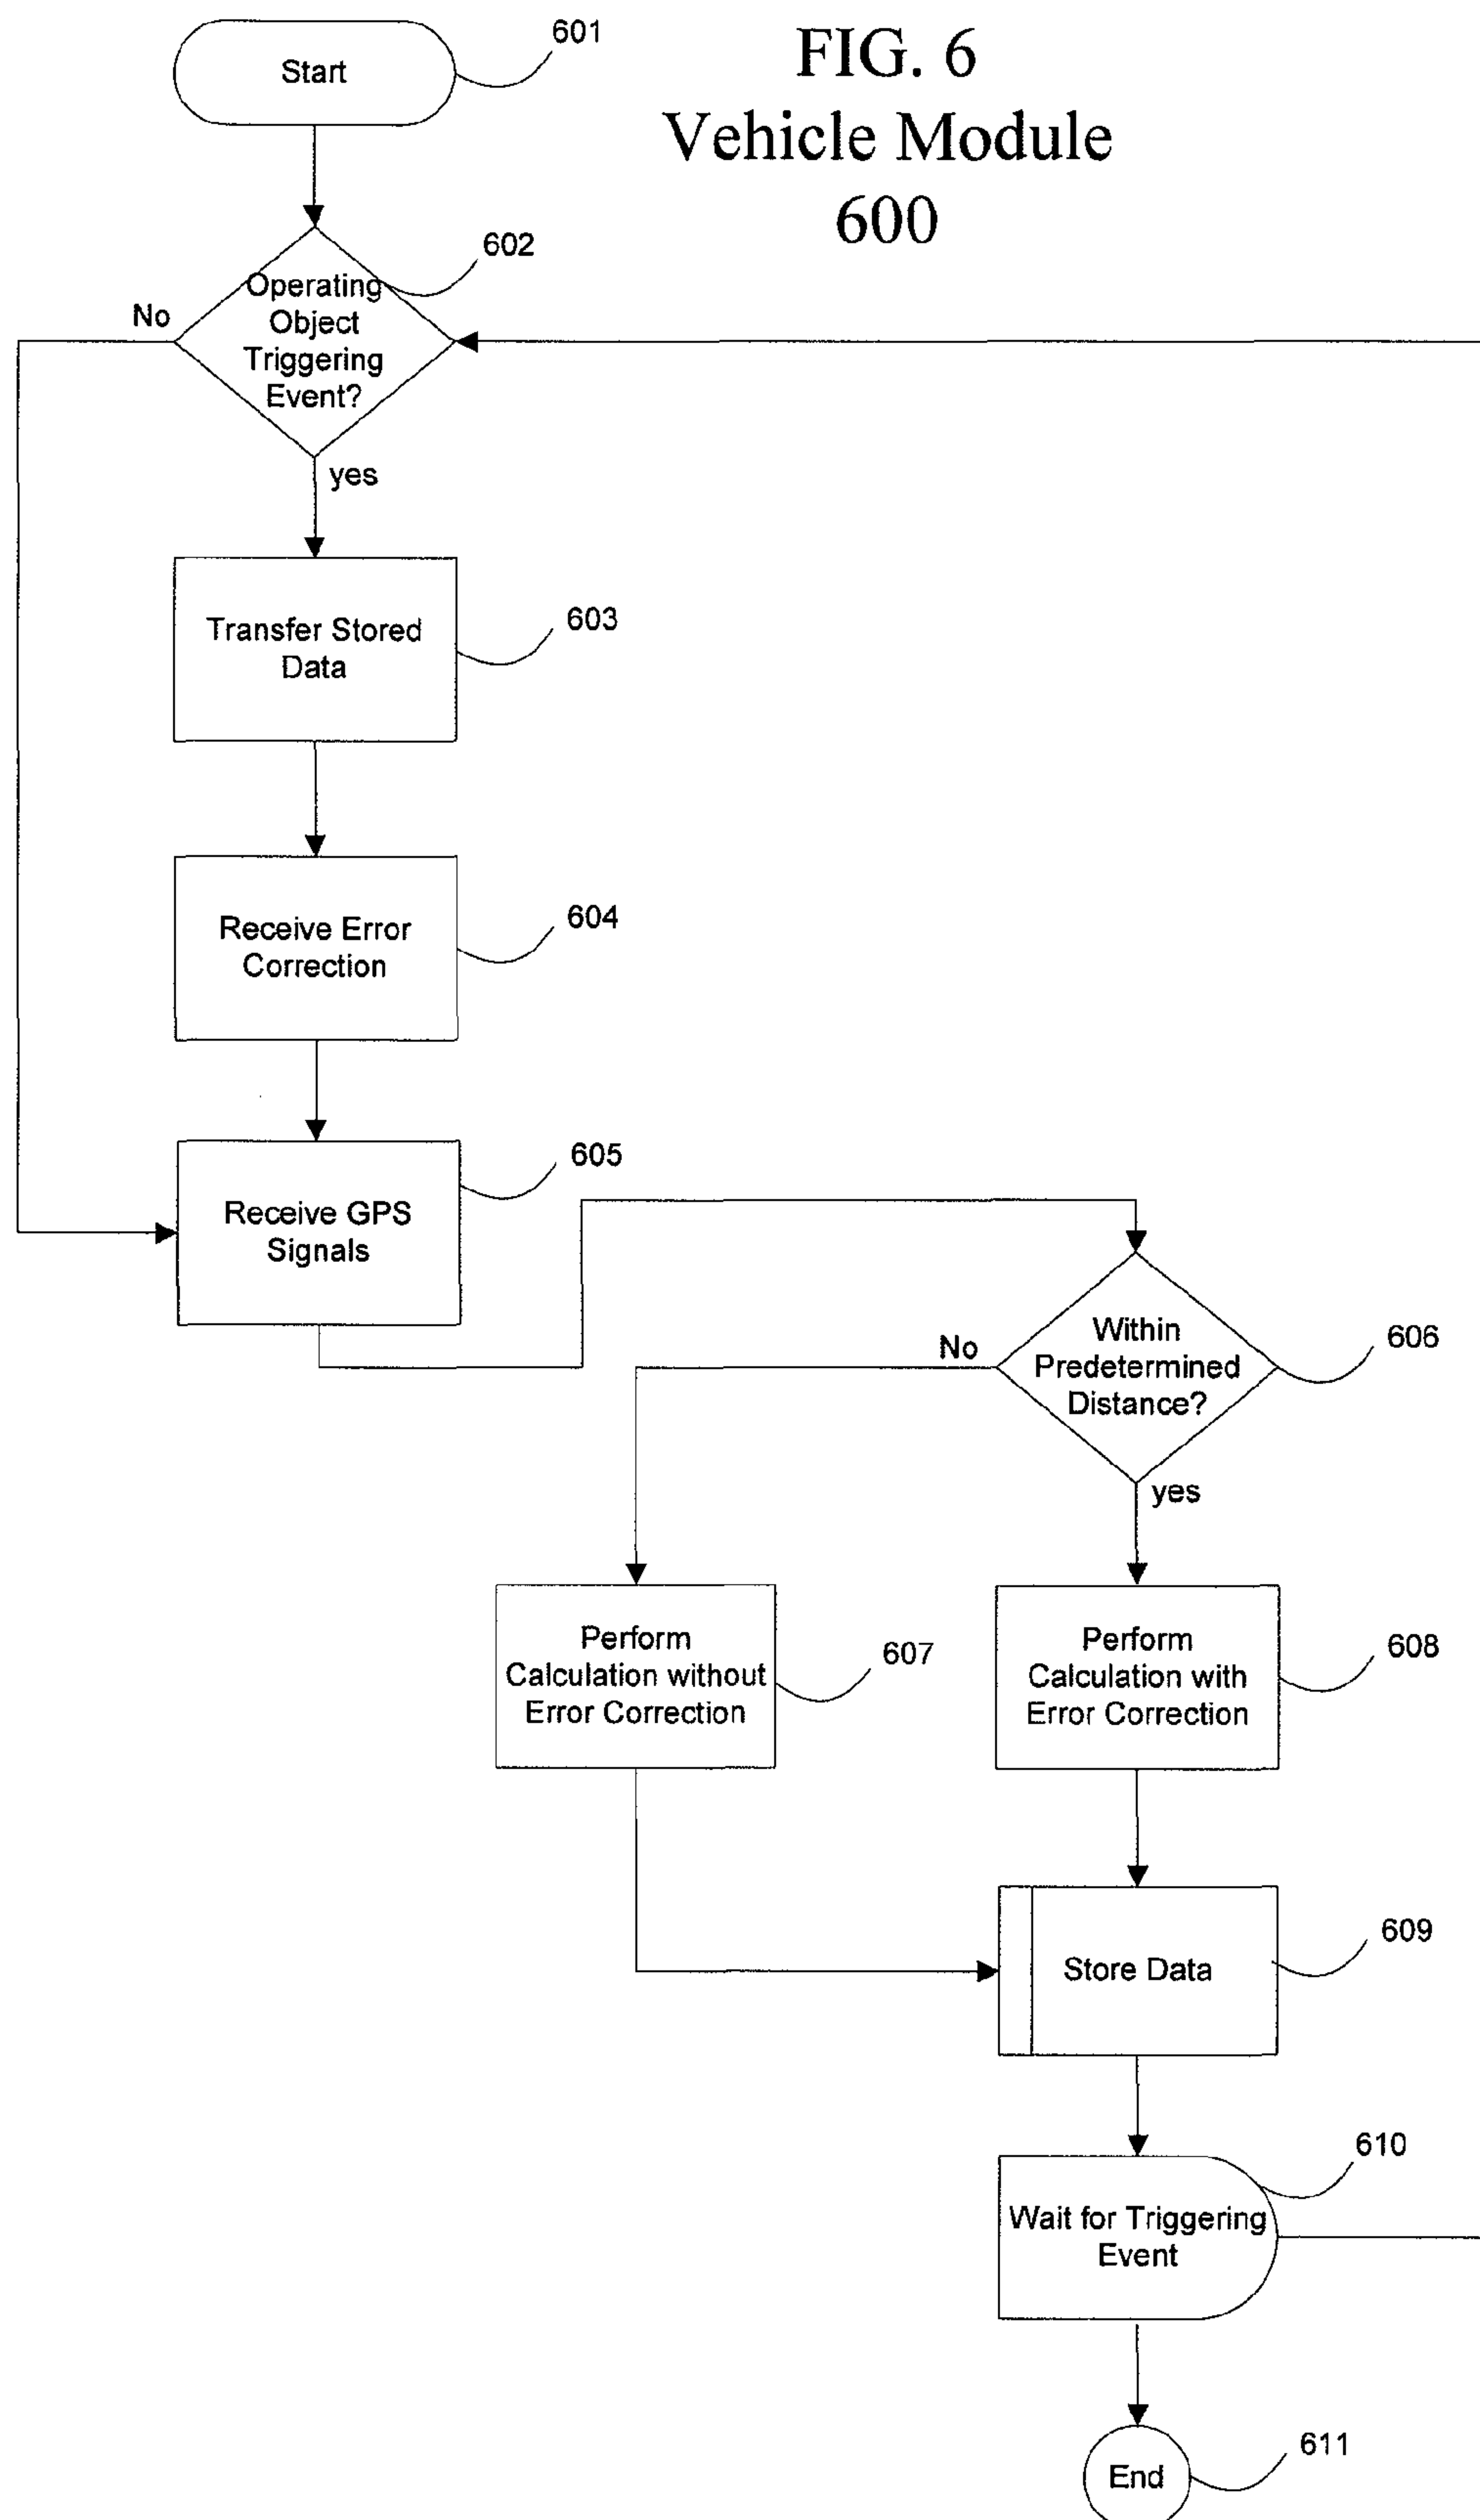 FIG. 6
Vehicle Module
600
Start
601
Operating
Object
Triggering
Event?
602
No
yes
Transfer Stored
Data
603
Receive Error
Correction
604
Receive GPS
Signals
605
Within
Predetermined
Distance?
606
No
yes
Perform
Calculation without
Error Correction
607
Perform
Calculation with
Error Correction
608
Store Data
609
Wait for Triggering
Event
610
End
611